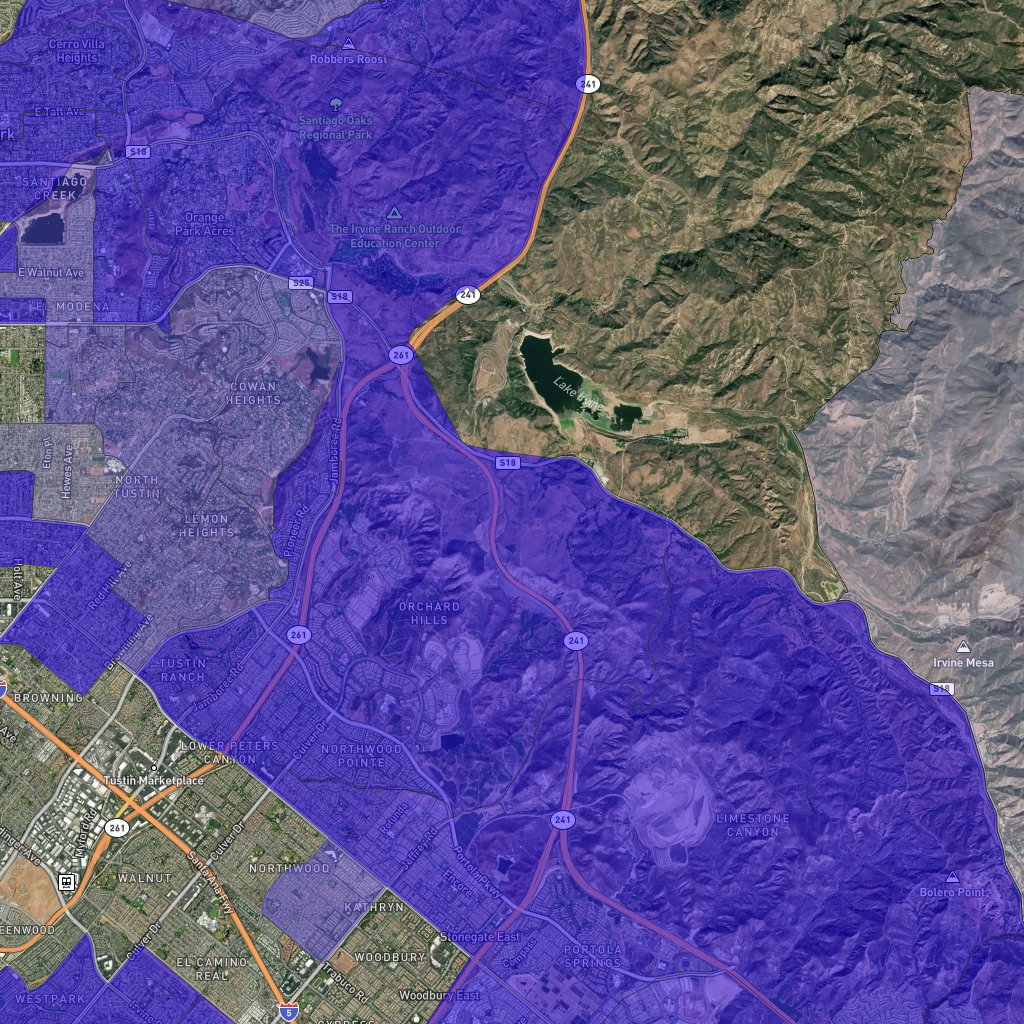 Cerro Villa
Heights
Robbers Roost
241
E Taft Ave
Santiago Oaks
Regional Park
rk
S18
SANTIAGO
CREEK
Orange
Park Acres
The Irvine Ranch Outdoor
Education Center
E Walnut Ave
S25
S18
241
EL MODENA
261
Lake Irvine
COWAN
HEIGHTS
Jamboree Rd
Eton Pl
Hewes Ave
S18
NORTH
TUSTIN
LEMON
HEIGHTS
Pioneer Rd
Holt Ave
Red Hill Ave
ORCHARD
HILLS
Browning Ave
261
241
Irvine Mesa
TUSTIN
RANCH
S18
Jamboree Rd
BROWNING
Ave
Culver Dr
LOWER PETERS
CANYON
NORTHWOOD
POINTE
Tustin Marketplace
261
Myford Rd
Culver Dr
241
LIMESTONE
CANYON
Jeffrey Rd
Portola Pkwy
Encore
Santa Ana Fwy
WALNUT
NORTHWOOD
Bolero Point
KATHRYN
EENWOOD
Culver Dr
Stonegate East
Compass
PORTOLA
SPRINGS
EL CAMINO
REAL
WOODBURY
Trabuco Rd
Woodbury East
WESTPARK
5
CYPRESS